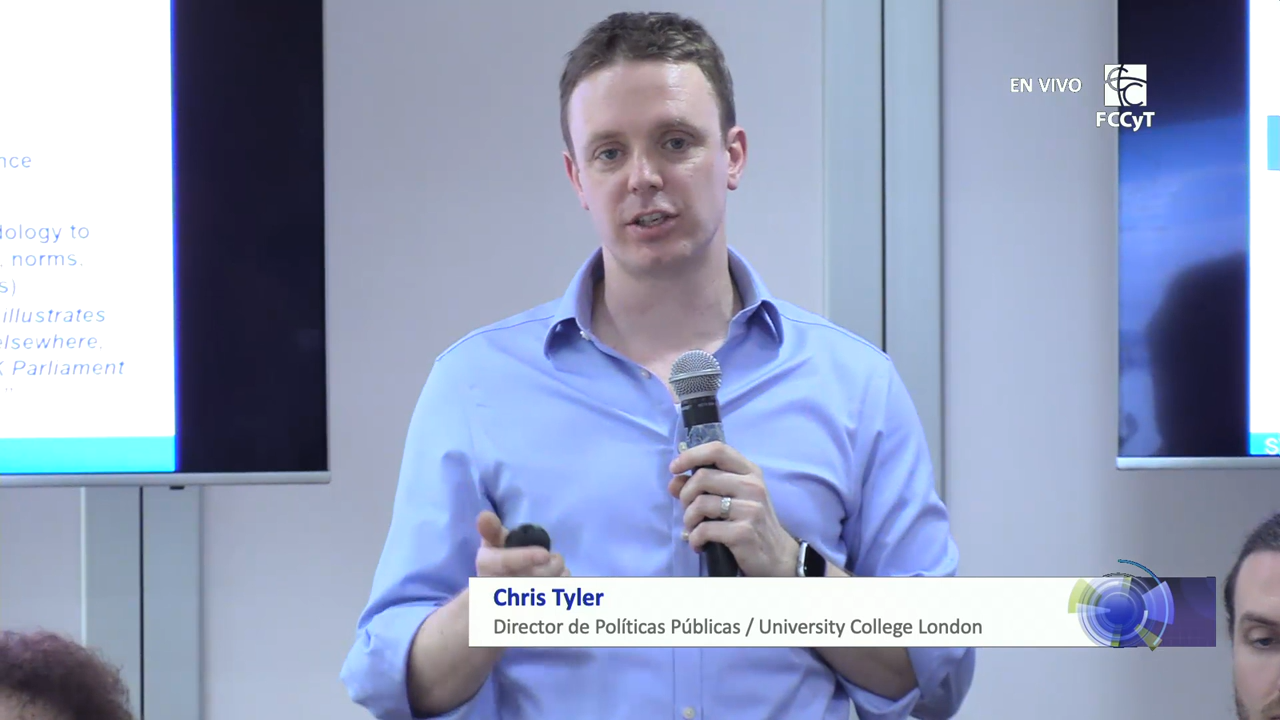 nce
dology to
, norms,
s)
illustrates
elsewhere,
K Parliament
"
EN VIVO
FCCyT
Chris Tyler
Director de Políticas Públicas / University College London
S